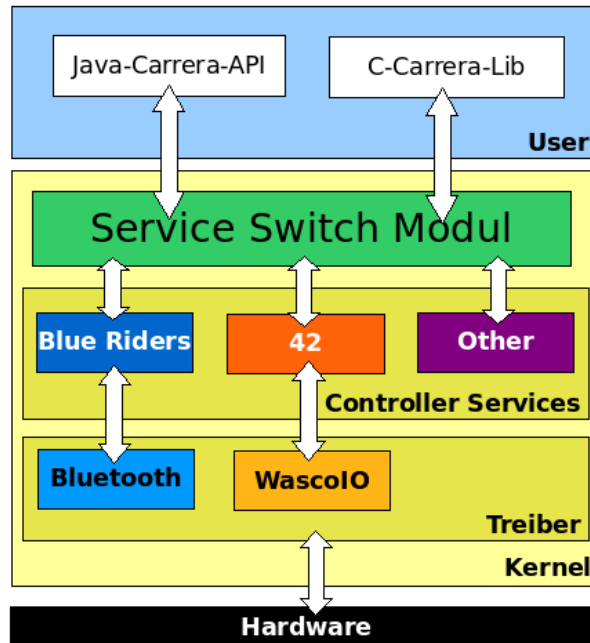 Java-Carrera-API
C-Carrera-Lib
User
Service Switch Modul
Blue Riders
42
Other
Controller Services
Bluetooth
WascoIO
Treiber
Kernel
Hardware